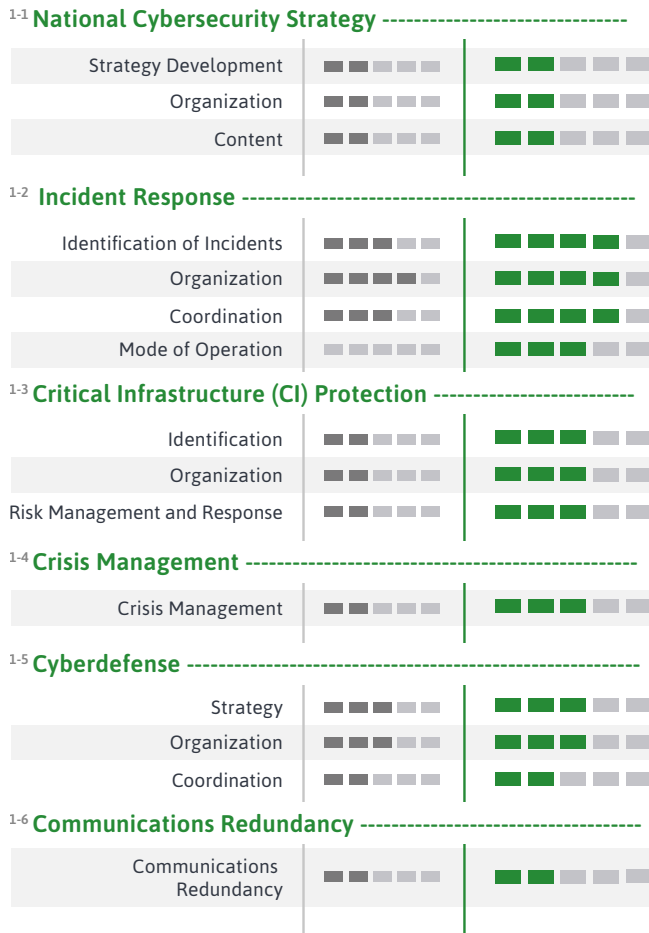 1-1 National Cybersecurity Strategy
Strategy Development
Organization
Content
1-2 Incident Response
Identification of Incidents
Organization
Coordination
Mode of Operation
1-3 Critical Infrastructure (CI) Protection
Identification
Organization
Risk Management and Response
1-4 Crisis Management
Crisis Management
1-5 Cyberdefense
Strategy
Organization
Coordination
1-6 Communications Redundancy
Communications
Redundancy